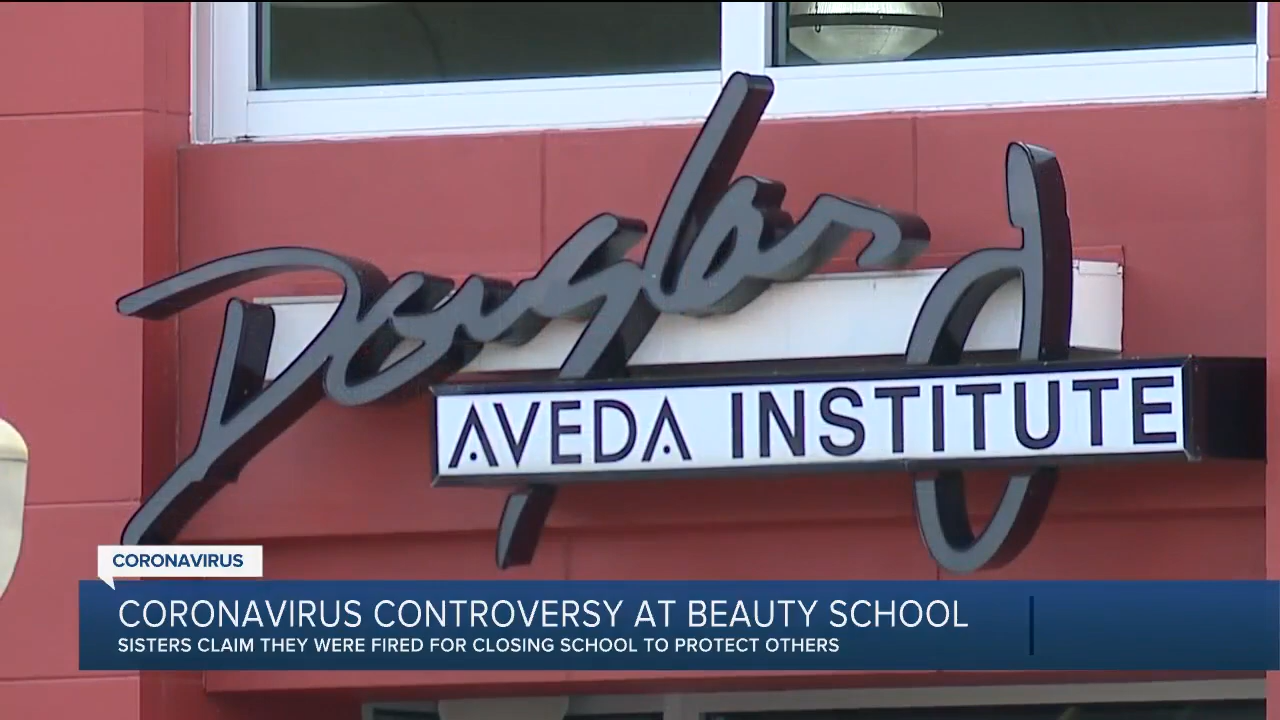 Douglas J
AVEDA INSTITUTE
CORONAVIRUS
CORONAVIRUS CONTROVERSY AT BEAUTY SCHOOL
SISTERS CLAIM THEY WERE FIRED FOR CLOSING SCHOOL TO PROTECT OTHERS